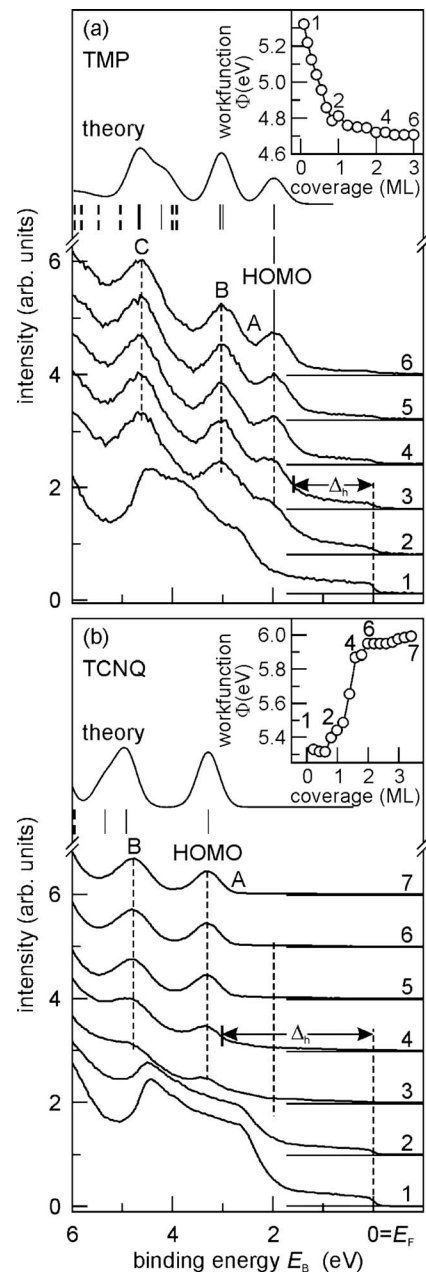 (a)
TMP
theory
workfunction
Φ(eV)
5.2
5.0
4.8
4.6
1
2
4
6
0
1
2
3
coverage (ML)
intensity (arb. units)
6
4
2
0
C
B
A
HOMO
6
5
4
Δh
3
2
1
(b)
TCNQ
theory
workfunction
Φ(eV)
6.0
5.8
5.6
5.4
1
2
4
6
7
0
1
2
3
coverage (ML)
intensity (arb. units)
6
4
2
0
B
HOMO
A
7
6
5
Δh
4
3
2
1
6
4
2
0=EF
binding energy EB (eV)